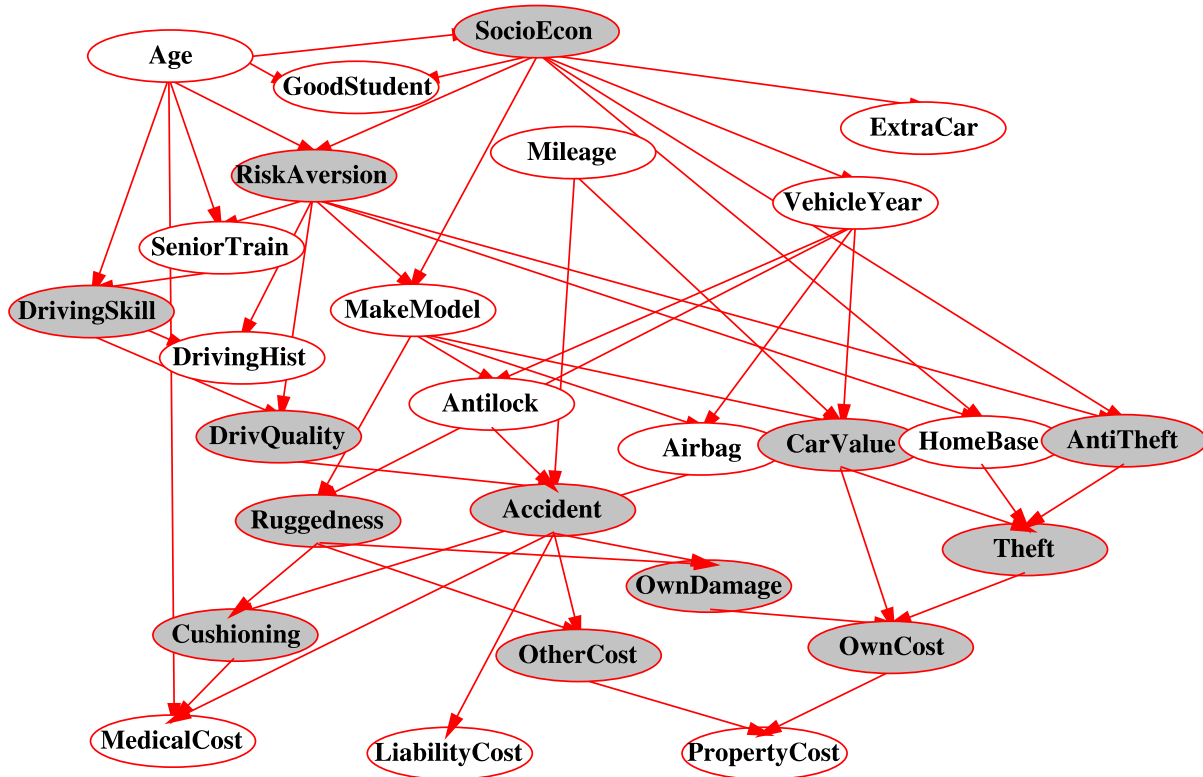 SocioEcon
Age
GoodStudent
ExtraCar
Mileage
RiskAversion
VehicleYear
SeniorTrain
DrivingSkill
MakeModel
DrivingHist
Antilock
DrivQuality
Airbag
CarValue
HomeBase
AntiTheft
Ruggedness
Accident
Theft
OwnDamage
Cushioning
OtherCost
OwnCost
MedicalCost
LiabilityCost
PropertyCost